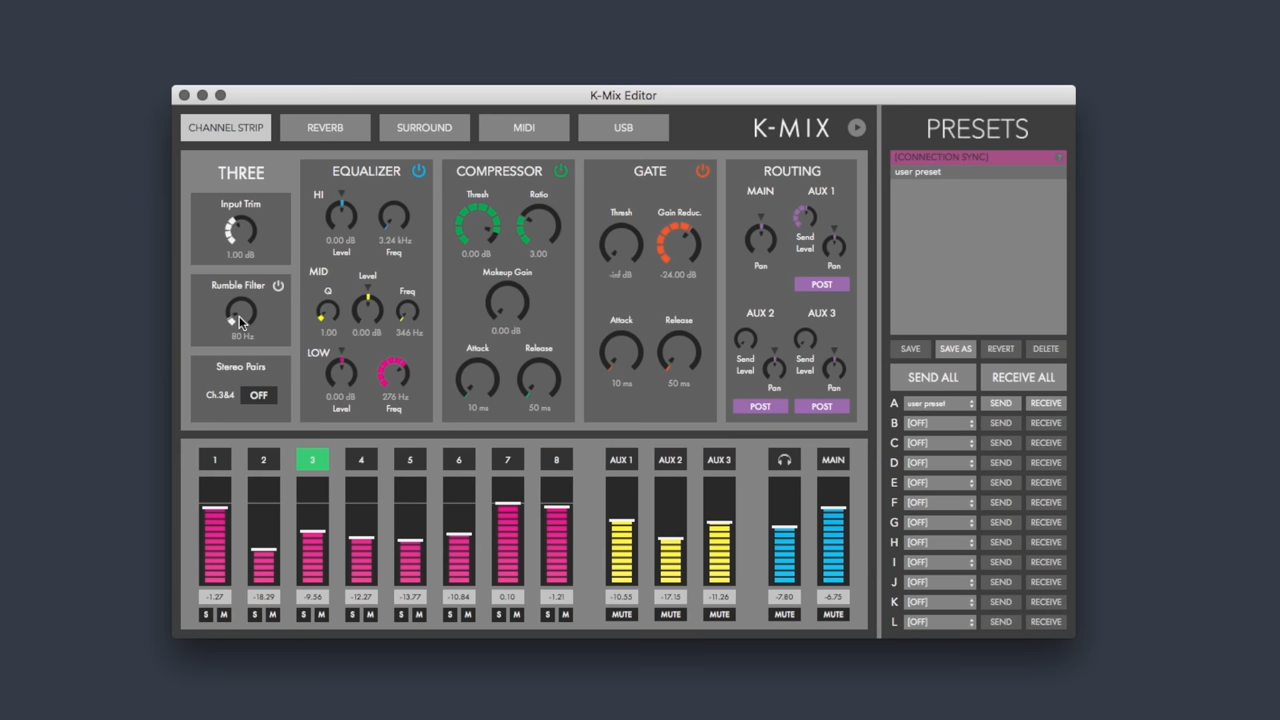 K-Mix Editor
CHANNEL STRIP REVERB SURROUND MIDI USB K-MIX
THREE
Input Trim
1.00 dB
Rumble Filter
80 Hz
Stereo Pairs
Ch.3&4 OFF
EQUALIZER
HI
0.00 dB 3.24 kHz
Level Freq
MID
Level
Q Freq
1.00 0.00 dB 346 Hz
LOW
0.00 dB 276 Hz
Level Freq
COMPRESSOR
Thresh Ratio
0.00 dB 3.00
Makeup Gain
0.00 dB
Attack Release
10 ms 50 ms
GATE
Thresh Gain Reduc.
-inf dB -24.00 dB
Attack Release
10 ms 50 ms
ROUTING
MAIN AUX 1
Send
Level
Pan Pan
POST
AUX 2 AUX 3
Send Send
Level Level
Pan Pan
POST POST
1 2 3 4 5 6 7 8 AUX 1 AUX 2 AUX 3 MAIN
-1.27 -18.29 -9.56 -12.27 -13.77 -10.84 0.10 -1.21 -10.55 -17.15 -11.26 -7.80 -6.75
S M S M S M S M S M S M S M S M MUTE MUTE MUTE MUTE MUTE
PRESETS
[CONNECTION SYNC] ?
user preset
SAVE SAVE AS REVERT DELETE
SEND ALL RECEIVE ALL
A user preset SEND RECEIVE
B [OFF] SEND RECEIVE
C [OFF] SEND RECEIVE
D [OFF] SEND RECEIVE
E [OFF] SEND RECEIVE
F [OFF] SEND RECEIVE
G [OFF] SEND RECEIVE
H [OFF] SEND RECEIVE
I [OFF] SEND RECEIVE
J [OFF] SEND RECEIVE
K [OFF] SEND RECEIVE
L [OFF] SEND RECEIVE